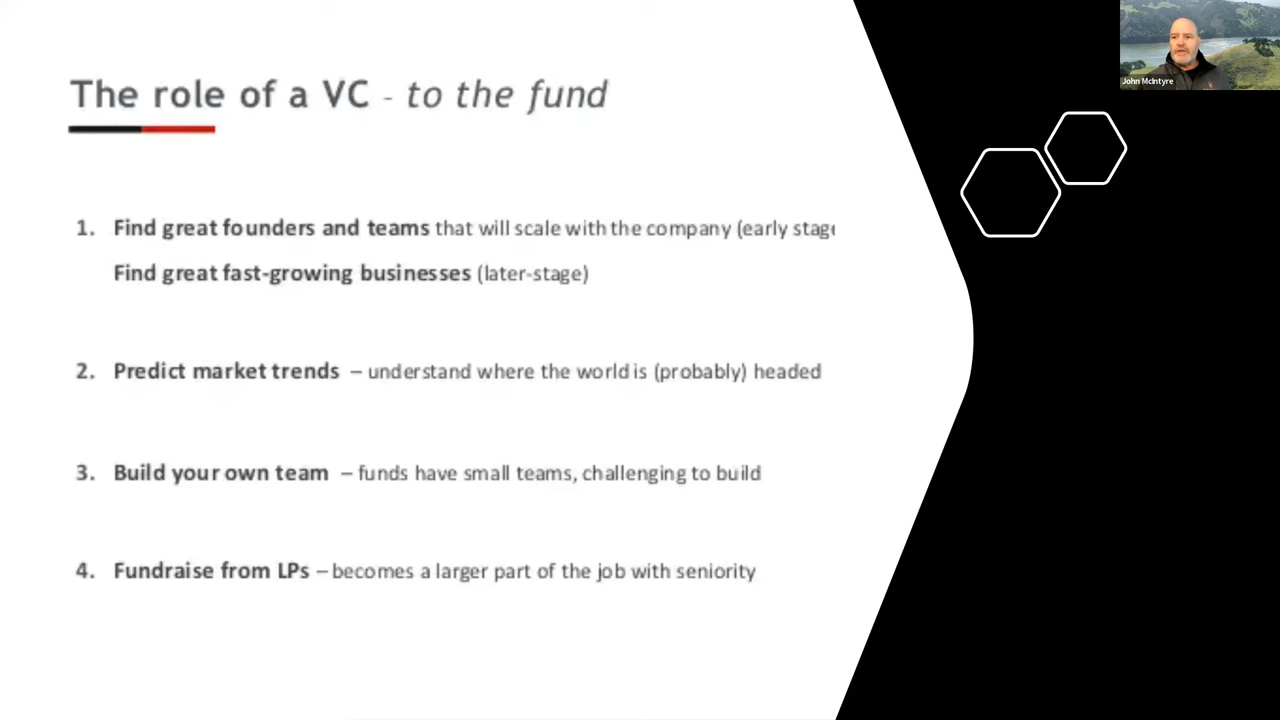 The role of a VC - to the fund
1. Find great founders and teams that will scale with the company (early stage
Find great fast-growing businesses (later-stage)
2. Predict market trends – understand where the world is (probably) headed
3. Build your own team – funds have small teams, challenging to build
4. Fundraise from LPs – becomes a larger part of the job with seniority
John McIntyre